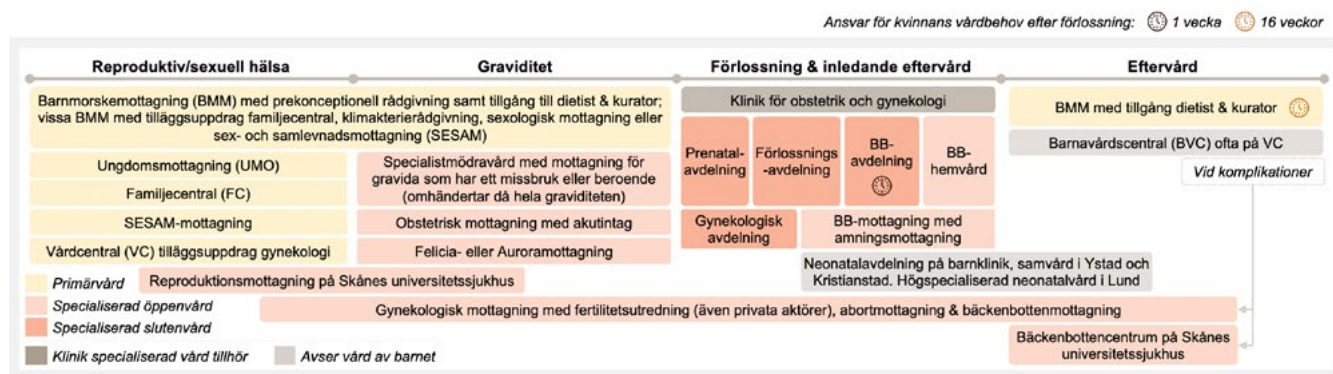 Ansvar för kvinnans vårdbehov efter förlossning: 1 vecka 16 veckor
Reproduktiv/sexuell hälsa
Graviditet
Förlossning & inledande eftervård
Eftervård
Barnmorskemottagning (BMM) med prekonceptionell rådgivning samt tillgång till dietist & kurator;
vissa BMM med tilläggsuppdrag familjecentral, klimakterierådgivning, sexologisk mottagning eller
sex- och samlevnadsmottagning (SESAM)
Klinik för obstetrik och gynekologi
BMM med tillgång dietist & kurator
Barnavårdscentral (BVC) ofta på VC
Vid komplikationer
Prenatal-
avdelning
Förlossnings
-avdelning
BB-
avdelning
BB-
hemvård
Ungdomsmottagning (UMO)
Familjecentral (FC)
SESAM-mottagning
Vårdcentral (VC) tilläggsuppdrag gynekologi
Specialistmödravård med mottagning för
gravida som har ett missbruk eller beroende
(omhändertar då hela graviditeten)
Obstetrisk mottagning med akutintag
Felicia- eller Auroramottagning
Gynekologisk
avdelning
BB-mottagning med
amningsmottagning
Neonatalavdelning på barnklinik, samvård i Ystad och
Kristianstad. Högspecialiserad neonatalvård i Lund
Reproduktionsmottagning på Skånes universitetssjukhus
Gynekologisk mottagning med fertilitetsutredning (även privata aktörer), abortmottagning & bäckenbottenmottagning
Bäckenbottencentrum på Skånes
universitetssjukhus
Primärvård
Specialiserad öppenvård
Specialiserad slutenvård
Klinik specialiserad vård tillhör
Avser vård av barnet